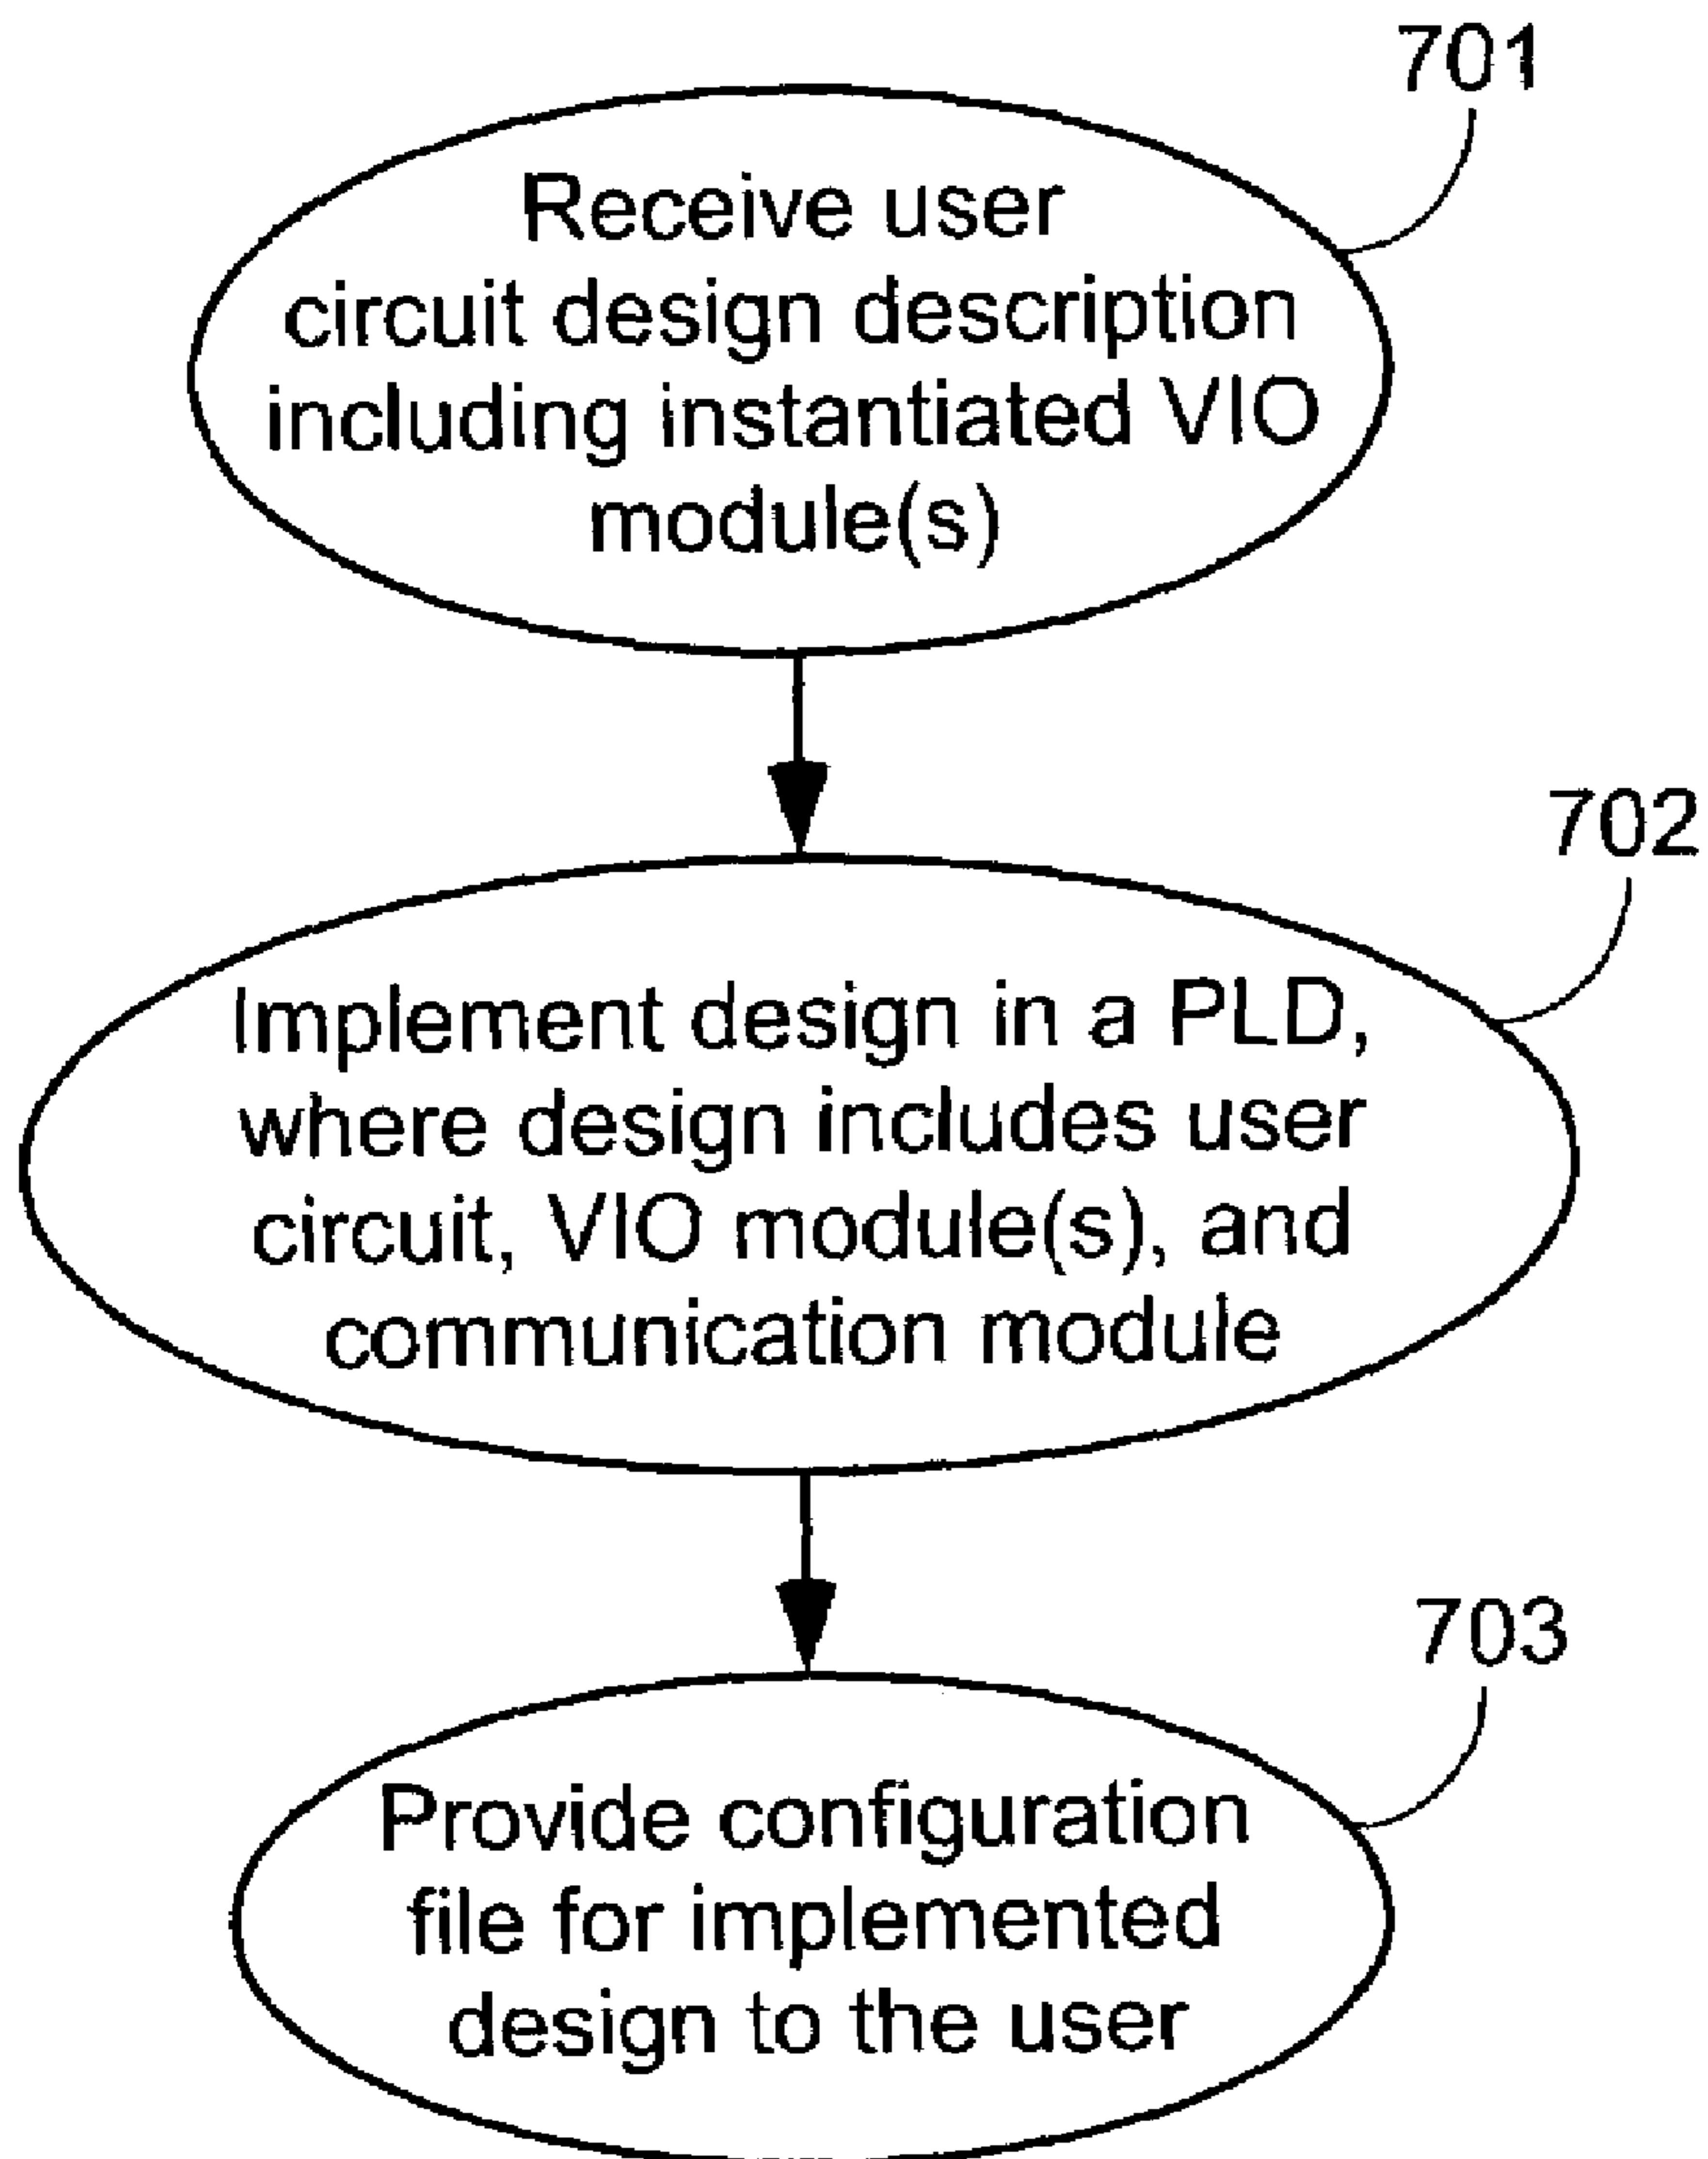 701
Receive user
circuit design description
including instantiated VIO
module(s)
702
Implement design in a PLD,
where design includes user
circuit, VIO module(s), and
communication module
703
Provide configuration
file for implemented
design to the user